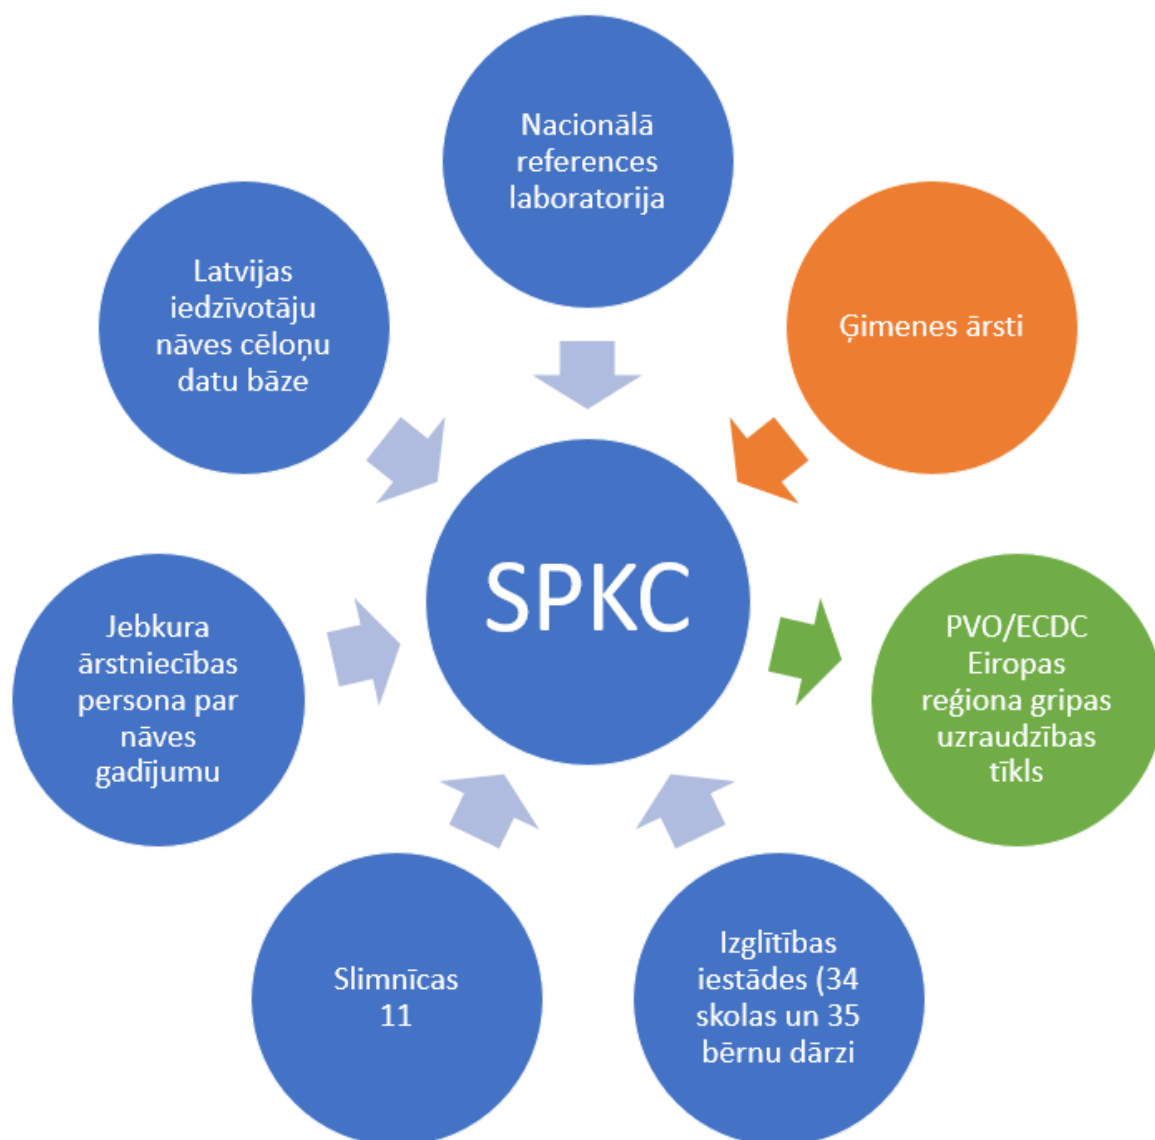 Nacionālā
references
laboratorija
Ģimenes ārsti
PVO/ECDC
Eiropas
reģiona gripas
uzraudzības
tīkls
Izglītības
iestādes (34
skolas un 35
bērnu dārzi
Slimnīcas
11
Jebkura
ārstniecības
persona par
nāves
gadījumu
Latvijas
iedzīvotāju
nāves cēloņu
datu bāze
SPKC